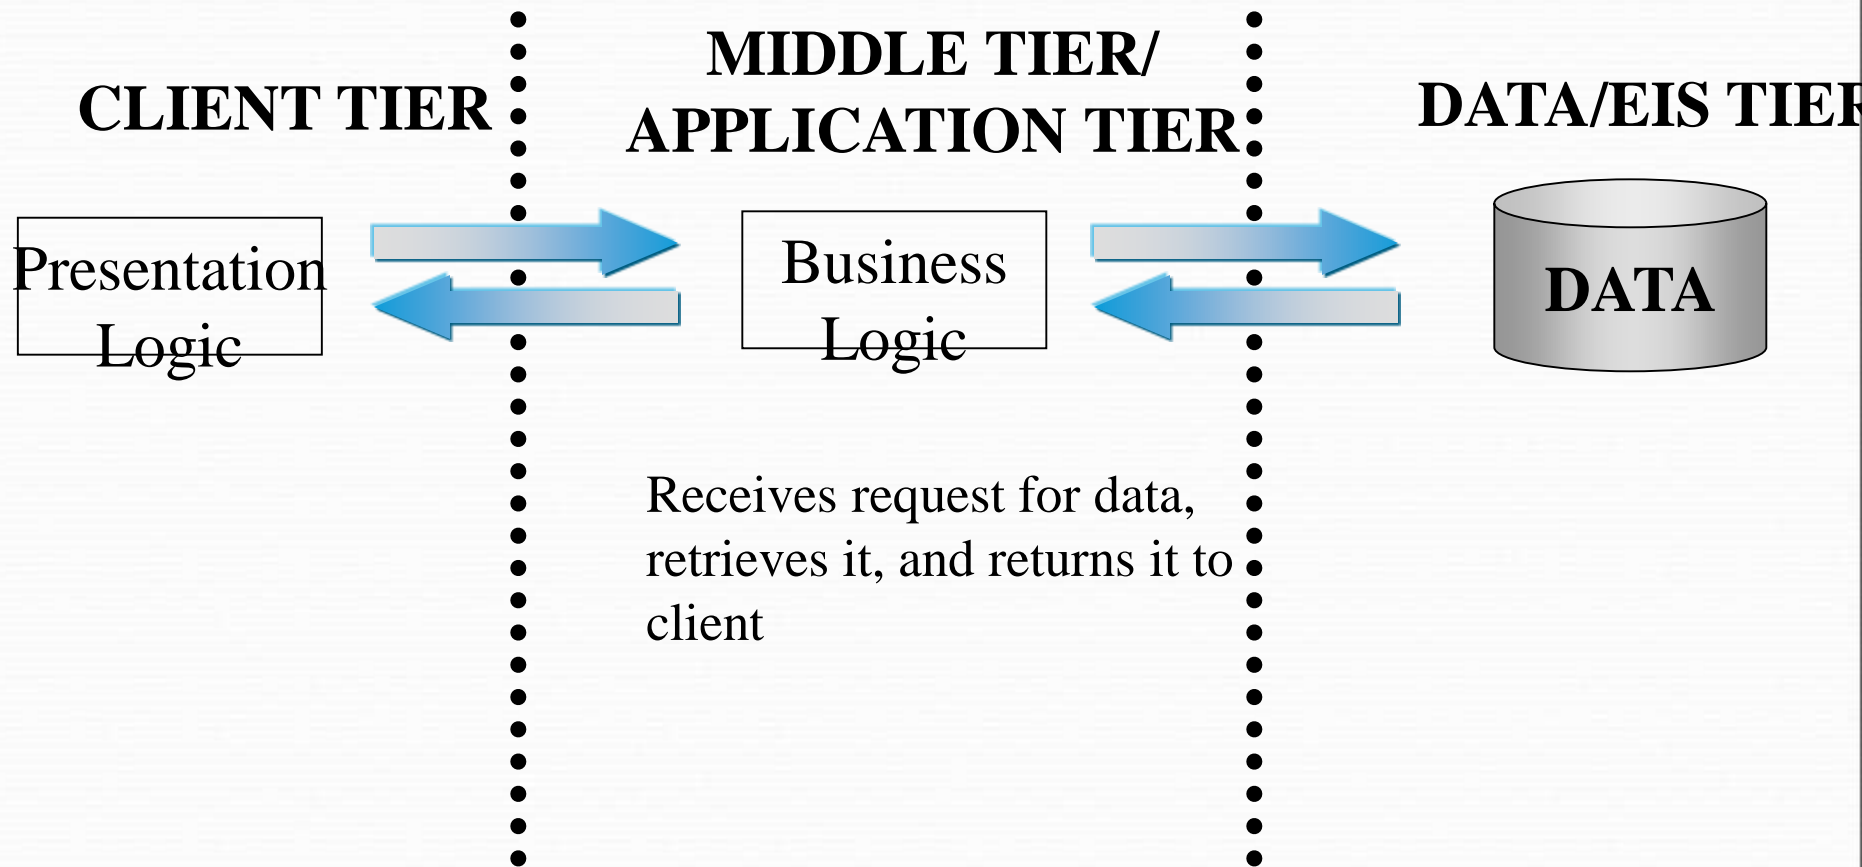 CLIENT TIER
MIDDLE TIER/
APPLICATION TIER
DATA/EIS TIER
Presentation
Logic
Business
Logic
DATA
Receives request for data,
retrieves it, and returns it to
client